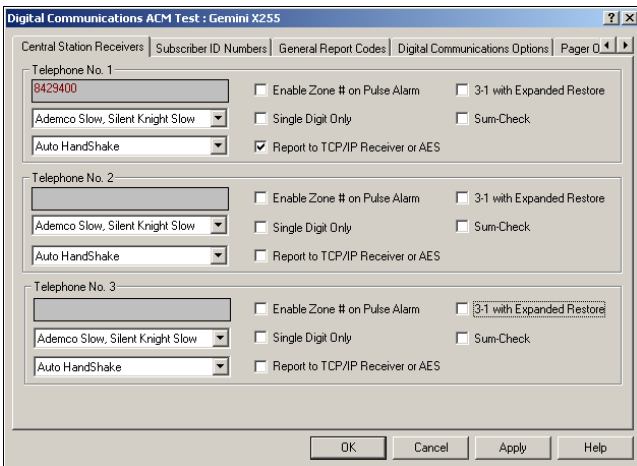 Digital Communications ACM Test : Gemini X255
Central Station Receivers Subscriber ID Numbers General Report Codes Digital Communications Options Pager O
Telephone No. 1
8429400 Enable Zone # on Pulse Alarm 3-1 with Expanded Restore
Ademco Slow, Silent Knight Slow Single Digit Only Sum-Check
Auto HandShake Report to TCP/IP Receiver or AES
Telephone No. 2
Enable Zone # on Pulse Alarm 3-1 with Expanded Restore
Ademco Slow, Silent Knight Slow Single Digit Only Sum-Check
Auto HandShake Report to TCP/IP Receiver or AES
Telephone No. 3
Enable Zone # on Pulse Alarm 3-1 with Expanded Restore
Ademco Slow, Silent Knight Slow Single Digit Only Sum-Check
Auto HandShake Report to TCP/IP Receiver or AES
OK Cancel Apply Help